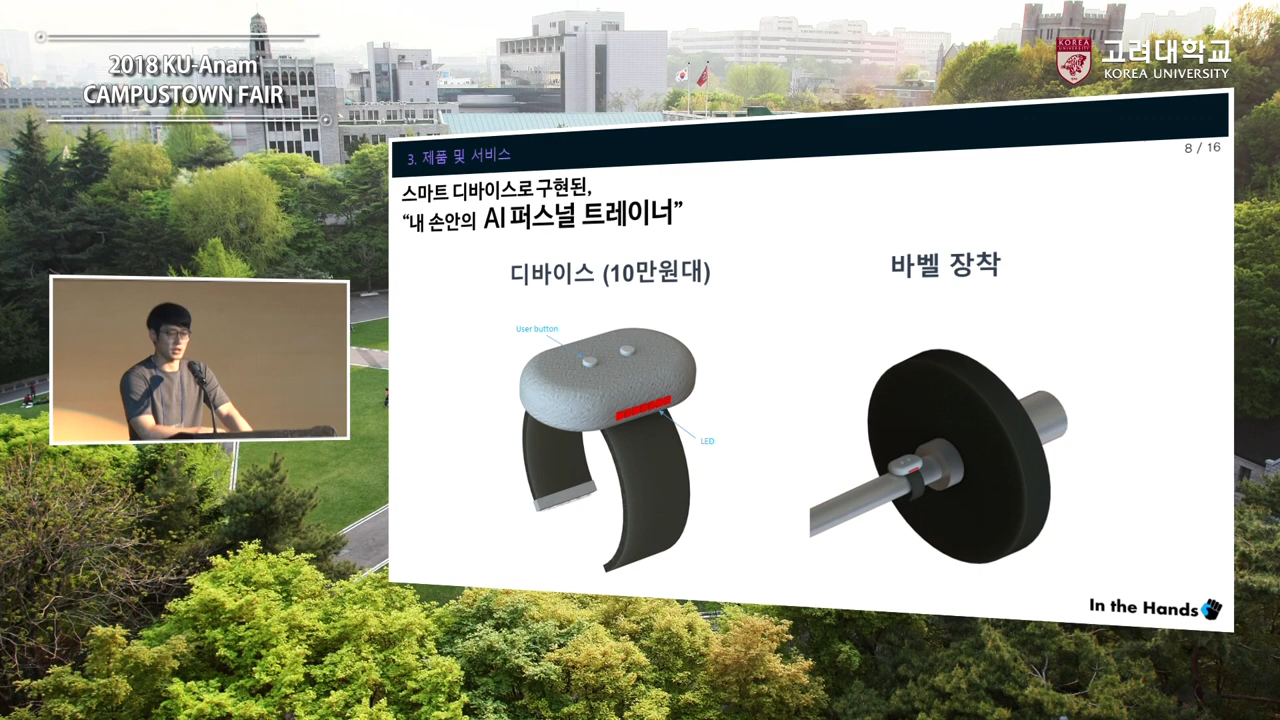 2018 KU-Anam
CAMPUSTOWN FAIR
KOREA
UNIVERSITY
고려대학교
KOREA UNIVERSITY
3. 제품 및 서비스
8 / 16
스마트 디바이스로 구현된,
“내 손안의 AI 퍼스널 트레이너”
디바이스 (10만원대)
바벨 장착
User button
LED
In the Hands